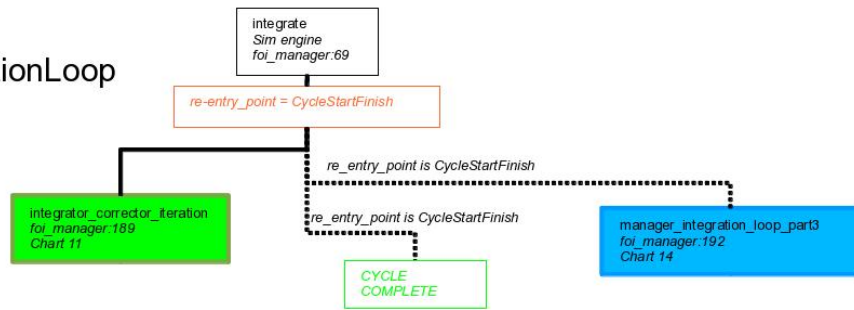 integrate
Sim engine
foi_manager:69
tionLoop
re-entry_point = CycleStartFinish
re_entry_point is CycleStartFinish
integrator_corrector_iteration
foi_manager:189
Chart 11
re_entry_point is CycleStartFinish
manager_integration_loop_part3
foi_manager:192
Chart 14
CYCLE
COMPLETE